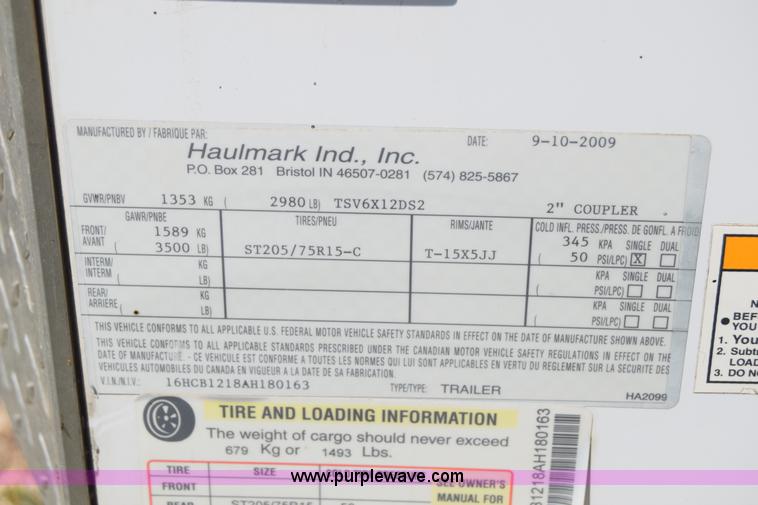 MANUFACTURED BY / FABRIQUE PAR:
DATE: 9-10-2009
Haulmark Ind., Inc.
P.O. Box 281 Bristol IN 46507-0281 (574) 825-5867
GVWR/PNBV 1353 KG ( 2980 LB) TSV6X12DS2 2" COUPLER
GAWR/PNBE TIRES/PNEU RIMS/JANTE COLD INFL. PRESS/PRESS. DE GONFL. A FROID
FRONT/ AVANT 1589 KG 345 KPA SINGLE DUAL
( 3500 LB) ST205/75R15-C T-15X5JJ ( 50 PSI/LPC) X
INTERM/ KG KPA SINGLE DUAL
INTERM ( LB) ( PSI/LPC)
REAR/ KG KPA SINGLE DUAL
ARRIERE ( LB) ( PSI/LPC)
THIS VEHICLE CONFORMS TO ALL APPLICABLE U.S. FEDERAL MOTOR VEHICLE SAFETY STANDARDS IN EFFECT ON THE DATE OF MANUFACTURE SHOWN ABOVE.
THIS VEHICLE CONFORMS TO ALL APPLICABLE STANDARDS PRESCRIBED UNDER THE CANADIAN MOTOR VEHICLE SAFETY REGULATIONS IN EFFECT ON THE
DATE OF MANUFACTURE. - CE VEHICULE EST CONFORME A TOUTES LES NORMES QUI LUI SONT APPLICABLES EN VERTU DU REGLEMENT SUR LA SECURITE DES
VEHICULES AUTOMOBILES DU CANADA EN VIGUEUR A LA DATE DE SA FABRICATION.
V.I.N./N.I.V.: 16HCB1218AH180163 TYPE/TYPE: TRAILER
HA2099
TIRE AND LOADING INFORMATION
The weight of cargo should never exceed
679 Kg or 1493 Lbs.
TIRE SIZE
SEE OWNER'S
FRONT
MANUAL FOR
REAR ST205/75R15 50
B1218AH180163
BEF
YOU
1. You
2. Subt
LOAD
3. DO N
www.purplewave.com